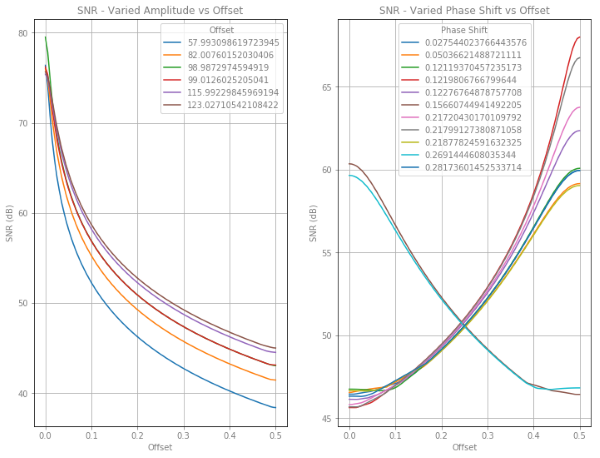 SNR - Varied Amplitude vs Offset
SNR (dB)
80
70
60
50
40
0.0 0.1 0.2 0.3 0.4 0.5
Offset
Offset
57.993098619723945
82.00760152030406
98.9872974594919
99.0126025205041
115.99229845969194
123.02710542108422
SNR - Varied Phase Shift vs Offset
SNR (dB)
65
60
55
50
45
0.0 0.1 0.2 0.3 0.4 0.5
Offset
Phase Shift
0.027544023766443576
0.05036621488721111
0.12119370457235173
0.1219806766799644
0.12276764878757708
0.15660744941492205
0.21720430170109792
0.21799127380871058
0.21877824591632325
0.2691444608035344
0.28173601452533714